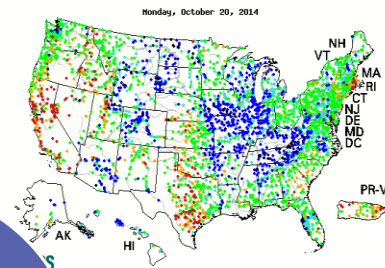 Monday, October 20, 2014
NH
VT
MA
RI
CT
NJ
DE
MD
DC
PR-V
AK
HI
S